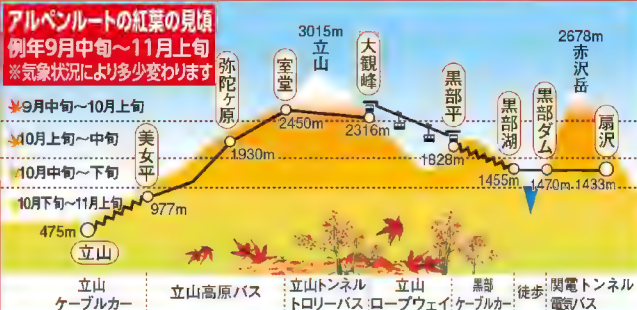 アルペンルートの紅葉の見頃
例年9月中旬～11月上旬
※気象状況により多少変わります
9月中旬～10月上旬
10月上旬～中旬
10月中旬～下旬
10月下旬～11月上旬
3015m
立山
2678m
赤沢岳
立山
475m
美女平
977m
弥陀ヶ原
1930m
室堂
2450m
大観峰
2316m
黒部平
1828m
黒部湖
1455m
黒部ダム
1470m
扇沢
1433m
立山
ケーブルカー
立山高原バス
立山トンネル
トロリーバス
立山
ロープウェイ
黒部
ケーブルカー
徒歩
関電トンネル
電気バス